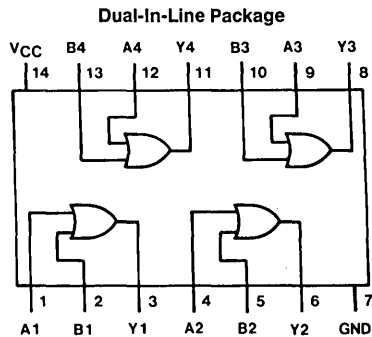 Dual-In-Line Package
VCC B4 A4 Y4 B3 A3 Y3
14 13 12 11 10 9 8
1 2 3 4 5 6 7
A1 B1 Y1 A2 B2 Y2 GND